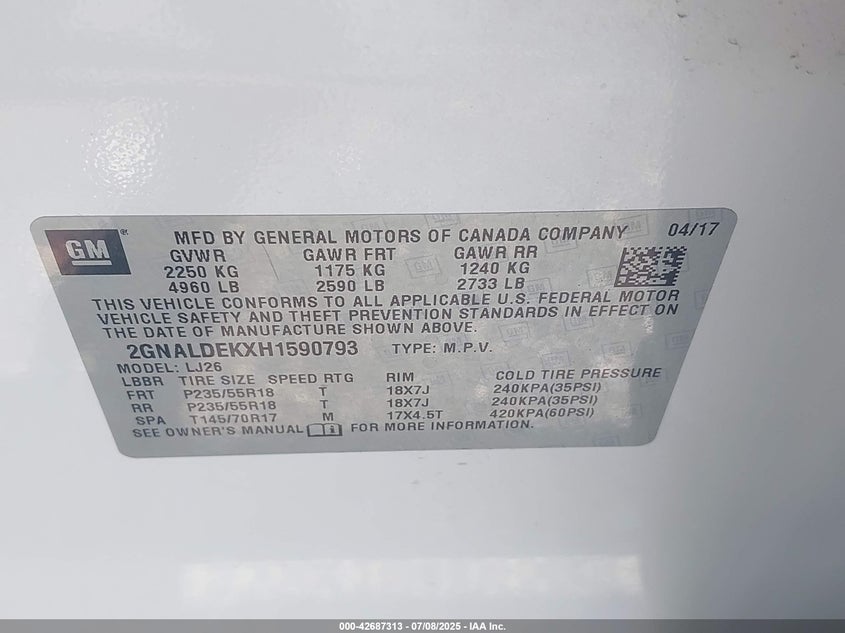 GM ® MFD BY GENERAL MOTORS OF CANADA COMPANY 04/17
GVWR GAWR FRT GAWR RR
2250 KG 1175 KG 1240 KG
4960 LB 2590 LB 2733 LB
THIS VEHICLE CONFORMS TO ALL APPLICABLE U.S. FEDERAL MOTOR
VEHICLE SAFETY AND THEFT PREVENTION STANDARDS IN EFFECT ON
THE DATE OF MANUFACTURE SHOWN ABOVE.
2GNALDEKXH1590793 TYPE: M.P.V.
MODEL: LJ26
LBBR TIRE SIZE SPEED RTG RIM COLD TIRE PRESSURE
FRT P235/55R18 T 18X7J 240KPA(35PSI)
RR P235/55R18 T 18X7J 240KPA(35PSI)
SPA T145/70R17 M 17X4.5T 420KPA(60PSI)
SEE OWNER'S MANUAL FOR MORE INFORMATION.
000-42687313 - 07/08/2025 - IAA Inc.